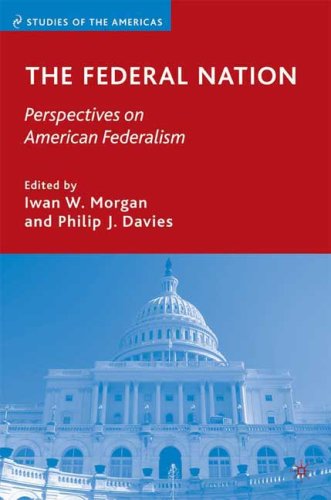 STUDIES OF THE AMERICAS
THE FEDERAL NATION
Perspectives on
American Federalism
Edited by
Iwan W. Morgan
and Philip J. Davies